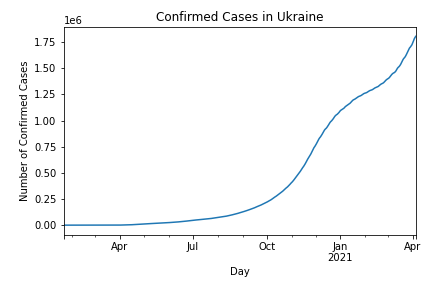 Confirmed Cases in Ukraine
1e6
1.75
1.50
1.25
1.00
0.75
0.50
0.25
0.00
Number of Confirmed Cases
Apr Jul Oct Jan Apr
2021
Day